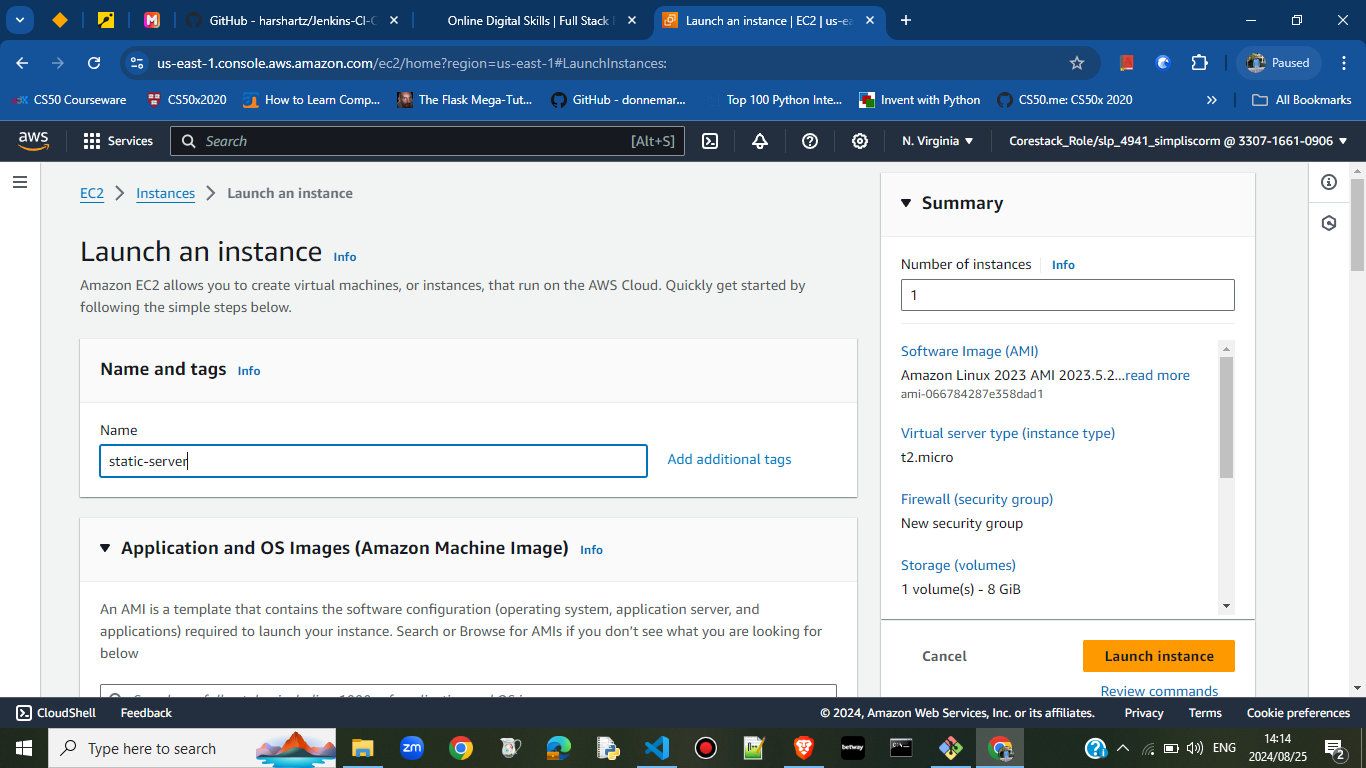 GitHub - harshartz/Jenkins-CI-C
Online Digital Skills | Full Stack
Launch an instance | EC2 | us-ea
us-east-1.console.aws.amazon.com/ec2/home?region=us-east-1#LaunchInstances:
Paused
CS50 Courseware
CS50x2020
How to Learn Comp...
The Flask Mega-Tut...
GitHub - donnemar...
Top 100 Python Inte...
Invent with Python
CS50.me: CS50x 2020
All Bookmarks
aws
Services
Search
[Alt+S]
N. Virginia
Corestack_Role/slp_4941_simpliscorm @ 3307-1661-0906
EC2
Instances
Launch an instance
Launch an instance Info
Amazon EC2 allows you to create virtual machines, or instances, that run on the AWS Cloud. Quickly get started by
following the simple steps below.
Name and tags Info
Name
static-server
Add additional tags
Application and OS Images (Amazon Machine Image) Info
An AMI is a template that contains the software configuration (operating system, application server, and
applications) required to launch your instance. Search or Browse for AMIs if you don't see what you are looking for
below
Summary
Number of instances Info
1
Software Image (AMI)
Amazon Linux 2023 AMI 2023.5.2...read more
ami-066784287e358dad1
Virtual server type (instance type)
t2.micro
Firewall (security group)
New security group
Storage (volumes)
1 volume(s) - 8 GiB
Cancel
Launch instance
Review commands
CloudShell
Feedback
© 2024, Amazon Web Services, Inc. or its affiliates.
Privacy
Terms
Cookie preferences
Type here to search
zm
betway
ENG
14:14
2024/08/25
2